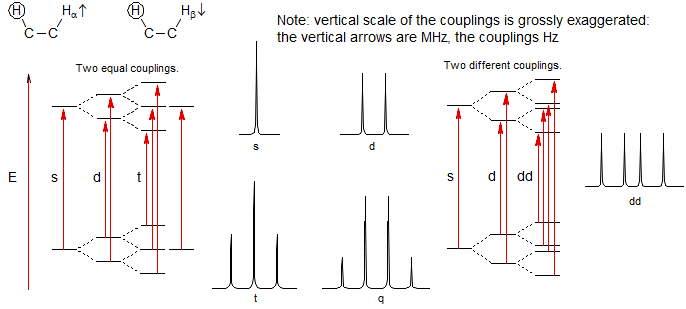 H Hα↑
C–C
H Hβ↓
C–C
Note: vertical scale of the couplings is grossly exaggerated:
the vertical arrows are MHz, the couplings Hz
Two equal couplings.
Two different couplings.
s
d
E
s
d
t
s
d
dd
dd
t
q